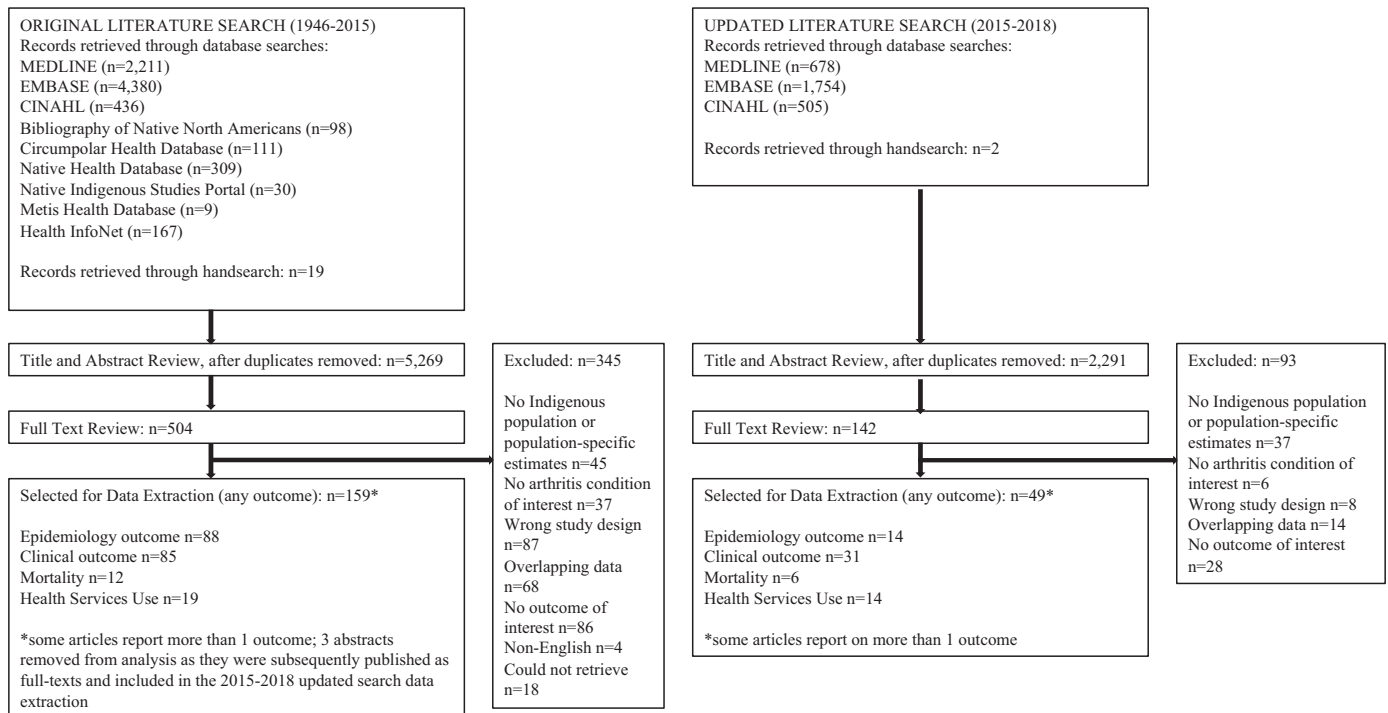 ORIGINAL LITERATURE SEARCH (1946-2015)
Records retrieved through database searches:
MEDLINE (n=2,211)
EMBASE (n=4,380)
CINAHL (n=436)
Bibliography of Native North Americans (n=98)
Circumpolar Health Database (n=111)
Native Health Database (n=309)
Native Indigenous Studies Portal (n=30)
Metis Health Database (n=9)
Health InfoNet (n=167)
Records retrieved through handsearch: n=19
Title and Abstract Review, after duplicates removed: n=5,269
Full Text Review: n=504
Excluded: n=345
No Indigenous
population or
population-specific
estimates n=45
No arthritis condition
of interest n=37
Wrong study design
n=87
Overlapping data
n=68
No outcome of
interest n=86
Non-English n=4
Could not retrieve
n=18
Selected for Data Extraction (any outcome): n=159*
Epidemiology outcome n=88
Clinical outcome n=85
Mortality n=12
Health Services Use n=19
*some articles report more than 1 outcome; 3 abstracts
removed from analysis as they were subsequently published as
full-texts and included in the 2015-2018 updated search data
extraction
UPDATED LITERATURE SEARCH (2015-2018)
Records retrieved through database searches:
MEDLINE (n=678)
EMBASE (n=1,754)
CINAHL (n=505)
Records retrieved through handsearch: n=2
Title and Abstract Review, after duplicates removed: n=2,291
Full Text Review: n=142
Excluded: n=93
No Indigenous population
or population-specific
estimates n=37
No arthritis condition of
interest n=6
Wrong study design n=8
Overlapping data n=14
No outcome of interest
n=28
Selected for Data Extraction (any outcome): n=49*
Epidemiology outcome n=14
Clinical outcome n=31
Mortality n=6
Health Services Use n=14
*some articles report on more than 1 outcome